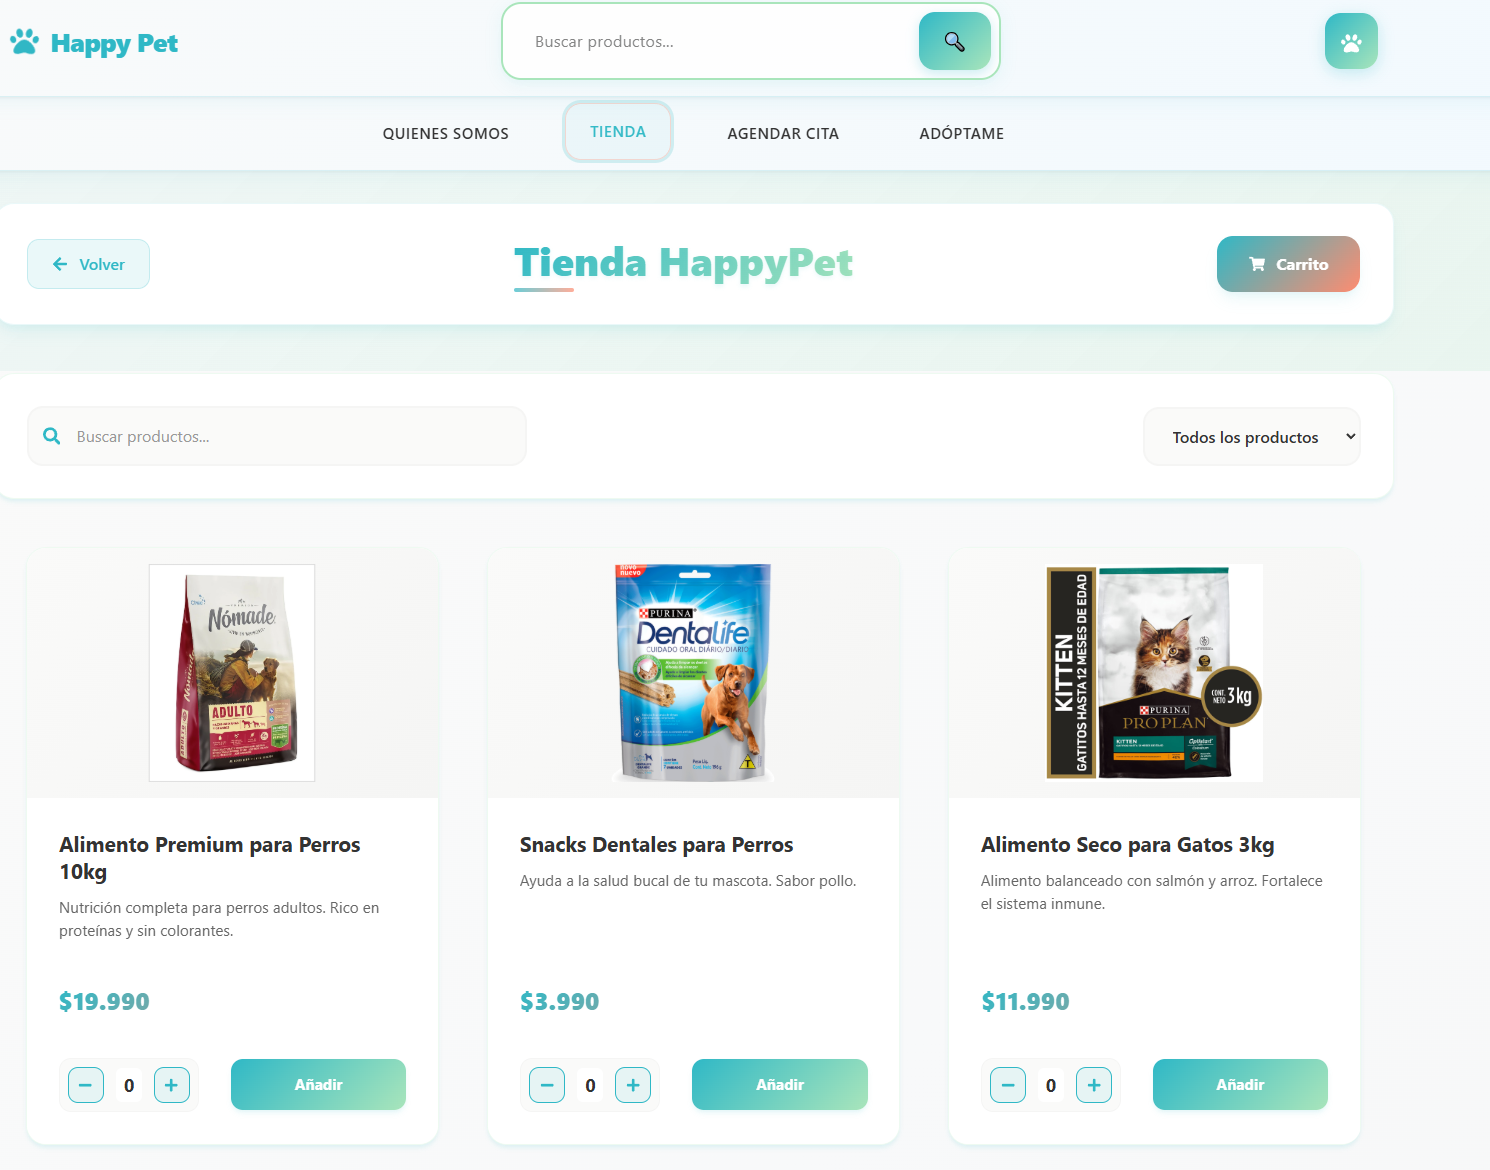 Happy Pet
Buscar productos...
QUIENES SOMOS
TIENDA
AGENDAR CITA
ADÓPTAME
Volver
Tienda HappyPet
Carrito
Buscar productos...
Todos los productos
Nómade
ADULTO
novo
nuevo
PURINA
Dentalife
CUIDADO ORAL DIÁRIO/DIARIO
KITTEN
GATITOS HASTA 12 MESES DE EDAD
CONT.
NETO 3kg
PURINA
PRO PLAN
KITTEN
Optistart
Alimento Premium para Perros
10kg
Nutrición completa para perros adultos. Rico en
proteínas y sin colorantes.
$19.990
0
Añadir
Snacks Dentales para Perros
Ayuda a la salud bucal de tu mascota. Sabor pollo.
$3.990
0
Añadir
Alimento Seco para Gatos 3kg
Alimento balanceado con salmón y arroz. Fortalece
el sistema inmune.
$11.990
0
Añadir